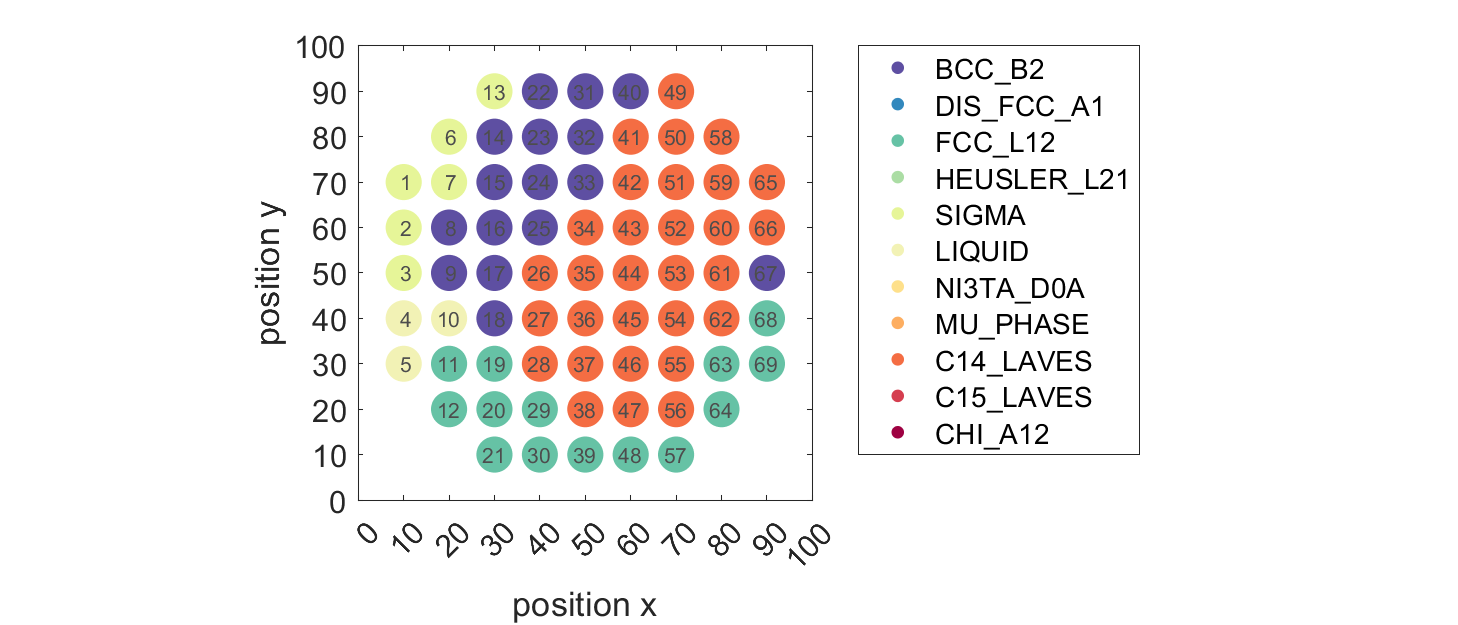 100
90
80
70
60
50
40
30
20
10
0
position y
13 22 31 40 49
6 14 23 32 41 50 58
1 7 15 24 33 42 51 59 65
2 8 16 25 34 43 52 60 66
3 9 17 26 35 44 53 61 67
4 10 18 27 36 45 54 62 68
5 11 19 28 37 46 55 63 69
12 20 29 38 47 56 64
21 30 39 48 57
0 10 20 30 40 50 60 70 80 90 100
position x
BCC_B2
DIS_FCC_A1
FCC_L12
HEUSLER_L21
SIGMA
LIQUID
NI3TA_D0A
MU_PHASE
C14_LAVES
C15_LAVES
CHI_A12